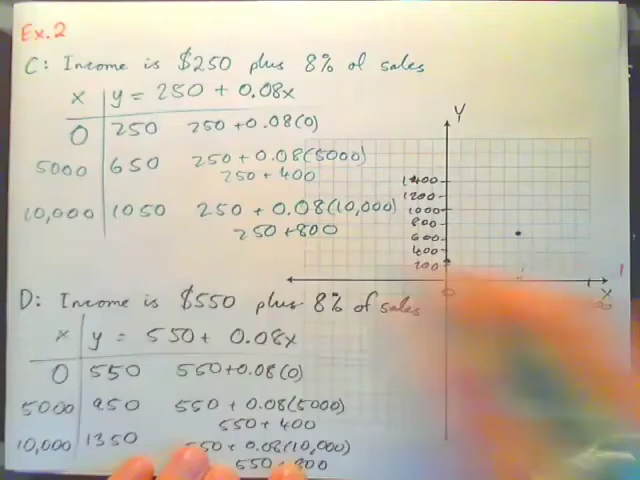 Ex.2
C: Income is $250 plus 8% of sales
x y = 250 + 0.08x
0 250 250 + 0.08(0)
5000 650 250 + 0.08(5000)
250 + 400
10,000 1050 250 + 0.08(10,000)
250 + 800
Y
1400
1200
1000
800
600
400
200
X
D: Income is $550 plus 8% of sales
x y = 550 + 0.08x
0 550 550 + 0.08(0)
5000 950 550 + 0.08(5000)
550 + 400
10,000 1350 550 + 0.08(10,000)
550 + 800